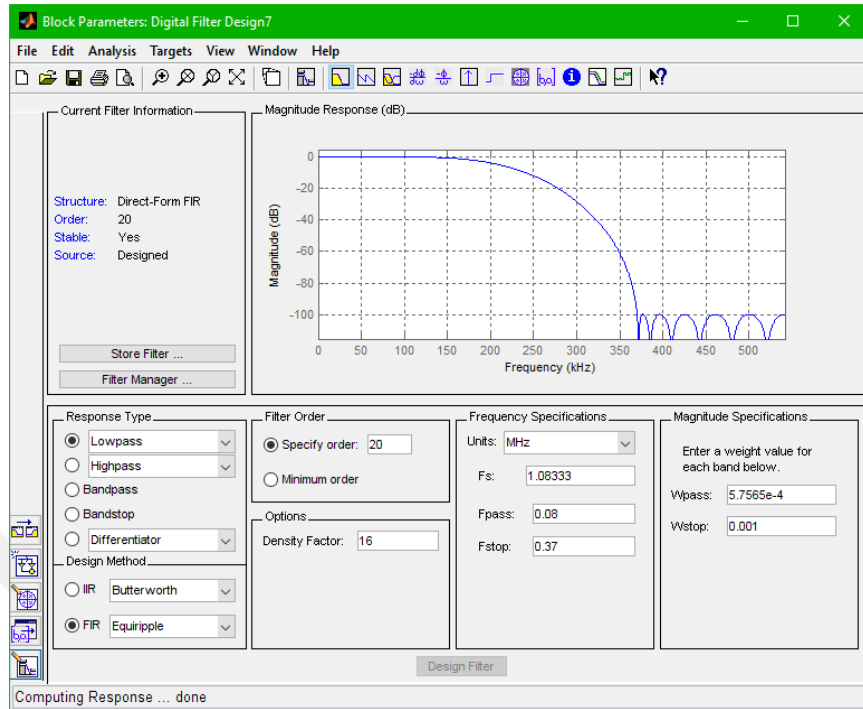 Block Parameters: Digital Filter Design7
File Edit Analysis Targets View Window Help
Current Filter Information
Structure: Direct-Form FIR
Order: 20
Stable: Yes
Source: Designed
Store Filter ...
Filter Manager ...
Magnitude Response (dB)
Magnitude (dB)
0
-20
-40
-60
-80
-100
0 50 100 150 200 250 300 350 400 450 500
Frequency (kHz)
Response Type
Lowpass
Highpass
Bandpass
Bandstop
Differentiator
Design Method
IIR Butterworth
FIR Equiripple
Filter Order
Specify order: 20
Minimum order
Options
Density Factor: 16
Frequency Specifications
Units: MHz
Fs: 1.08333
Fpass: 0.08
Fstop: 0.37
Magnitude Specifications
Enter a weight value for
each band below.
Wpass: 5.7565e-4
Wstop: 0.001
Design Filter
Computing Response ... done